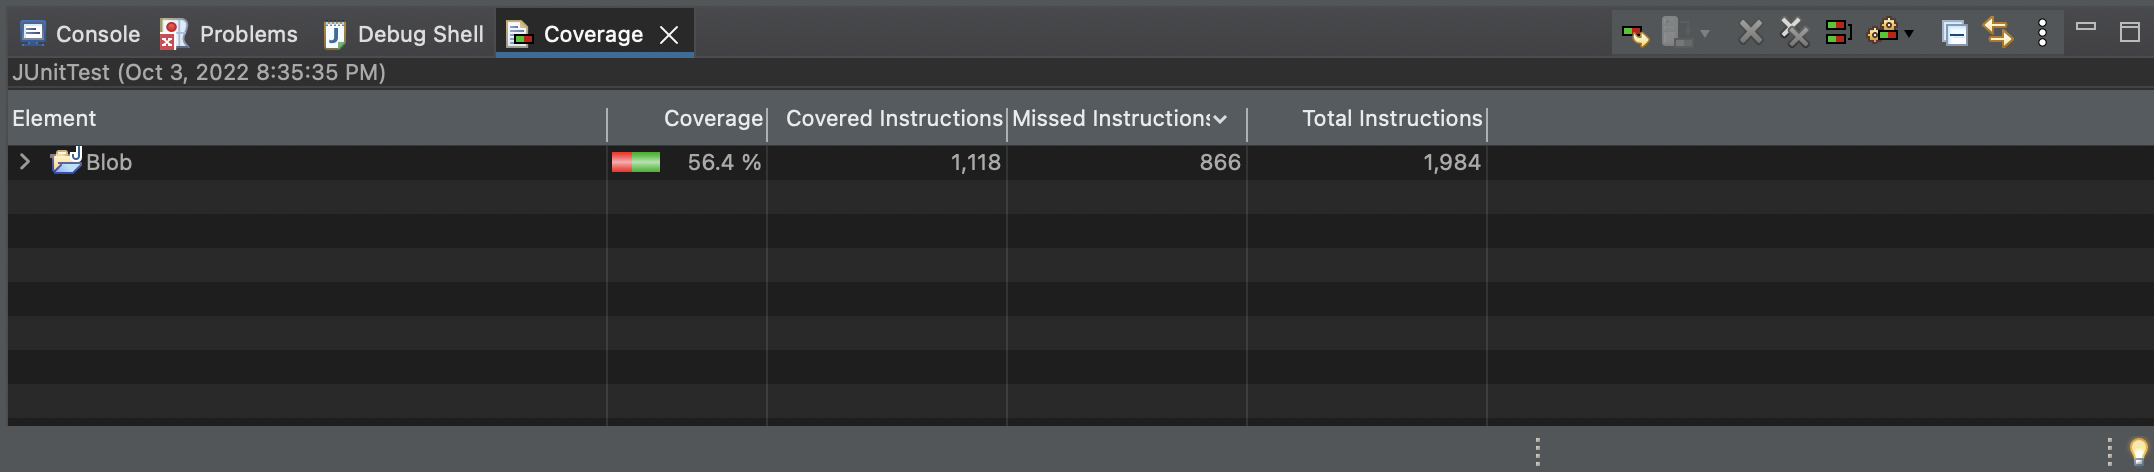 Console Problems Debug Shell Coverage
JUnitTest (Oct 3, 2022 8:35:35 PM)
Element Coverage Covered Instructions Missed Instructions Total Instructions
Blob 56.4 % 1,118 866 1,984